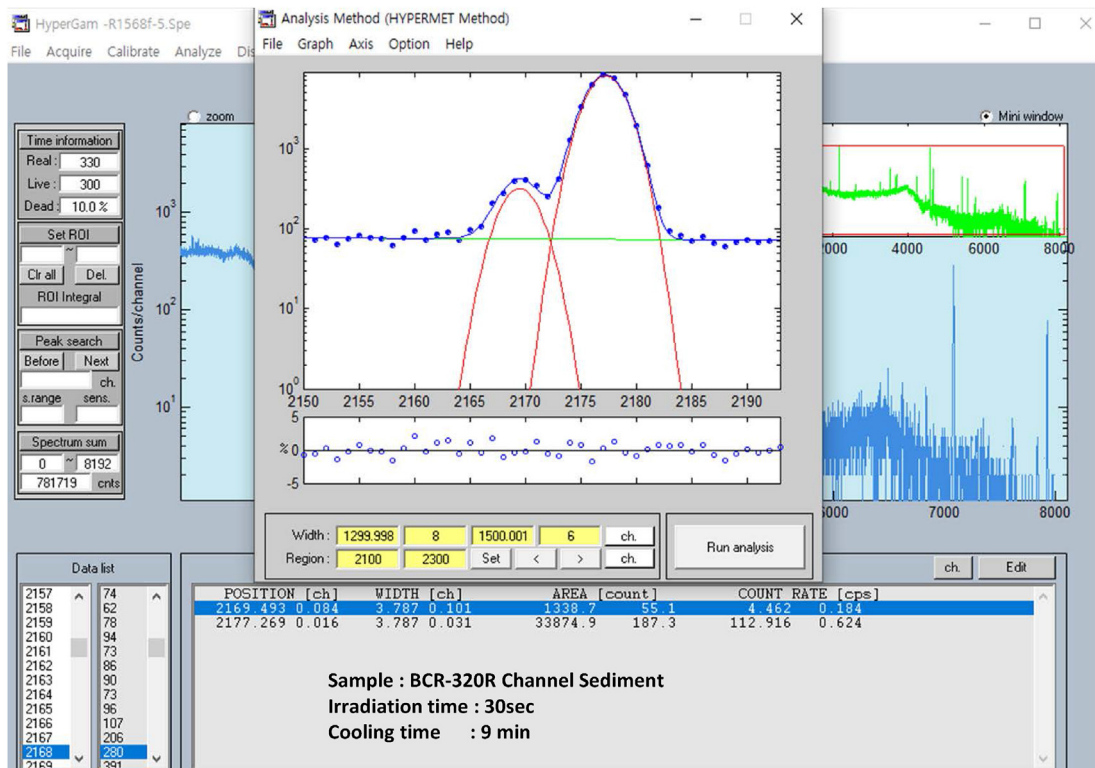 HyperGam -R1568f-5.Spe
File Acquire Calibrate Analyze Dis
Analysis Method (HYPERMET Method)
File Graph Axis Option Help
zoom
Mini window
Time information
Real : 330
Live : 300
Dead : 10.0 %
Set ROI
~
Clr all Del.
ROI Integral
Peak search
Before Next
ch.
s.range sens.
Spectrum sum
0 ~ 8192
781719 cnts
Counts/channel
10³
10²
10¹
10³
10²
10¹
10⁰
2150 2155 2160 2165 2170 2175 2180 2185 2190
5
% 0
-5
2000 4000 6000 8000
6000 7000 8000
Width : 1299.998 8 1500.001 6 ch.
Region : 2100 2300 Set < > ch.
Run analysis
ch. Edit
Data list
2157 74
2158 62
2159 78
2160 94
2161 73
2162 86
2163 90
2164 73
2165 96
2166 107
2167 206
2168 280
2169 391
POSITION [ch] WIDTH [ch] AREA [count] COUNT RATE [cps]
2169.493 0.084 3.787 0.101 1338.7 55.1 4.462 0.184
2177.269 0.016 3.787 0.031 33874.9 187.3 112.916 0.624
Sample : BCR-320R Channel Sediment
Irradiation time : 30sec
Cooling time : 9 min